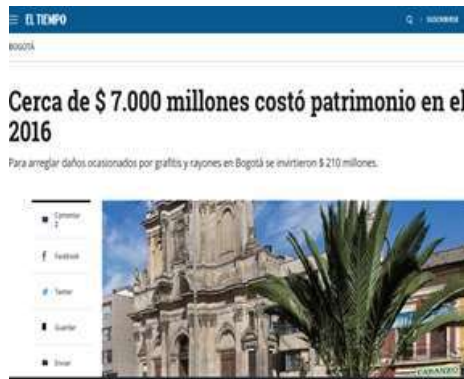 EL TIEMPO
SUSCRIBIRSE
BOGOTÁ
Cerca de $ 7.000 millones costó patrimonio en el
2016
Para arreglar daños ocasionados por grafitis y rayones en Bogotá se invirtieron $ 210 millones.
Comentar
2
Facebook
Twitter
Guardar
Enviar